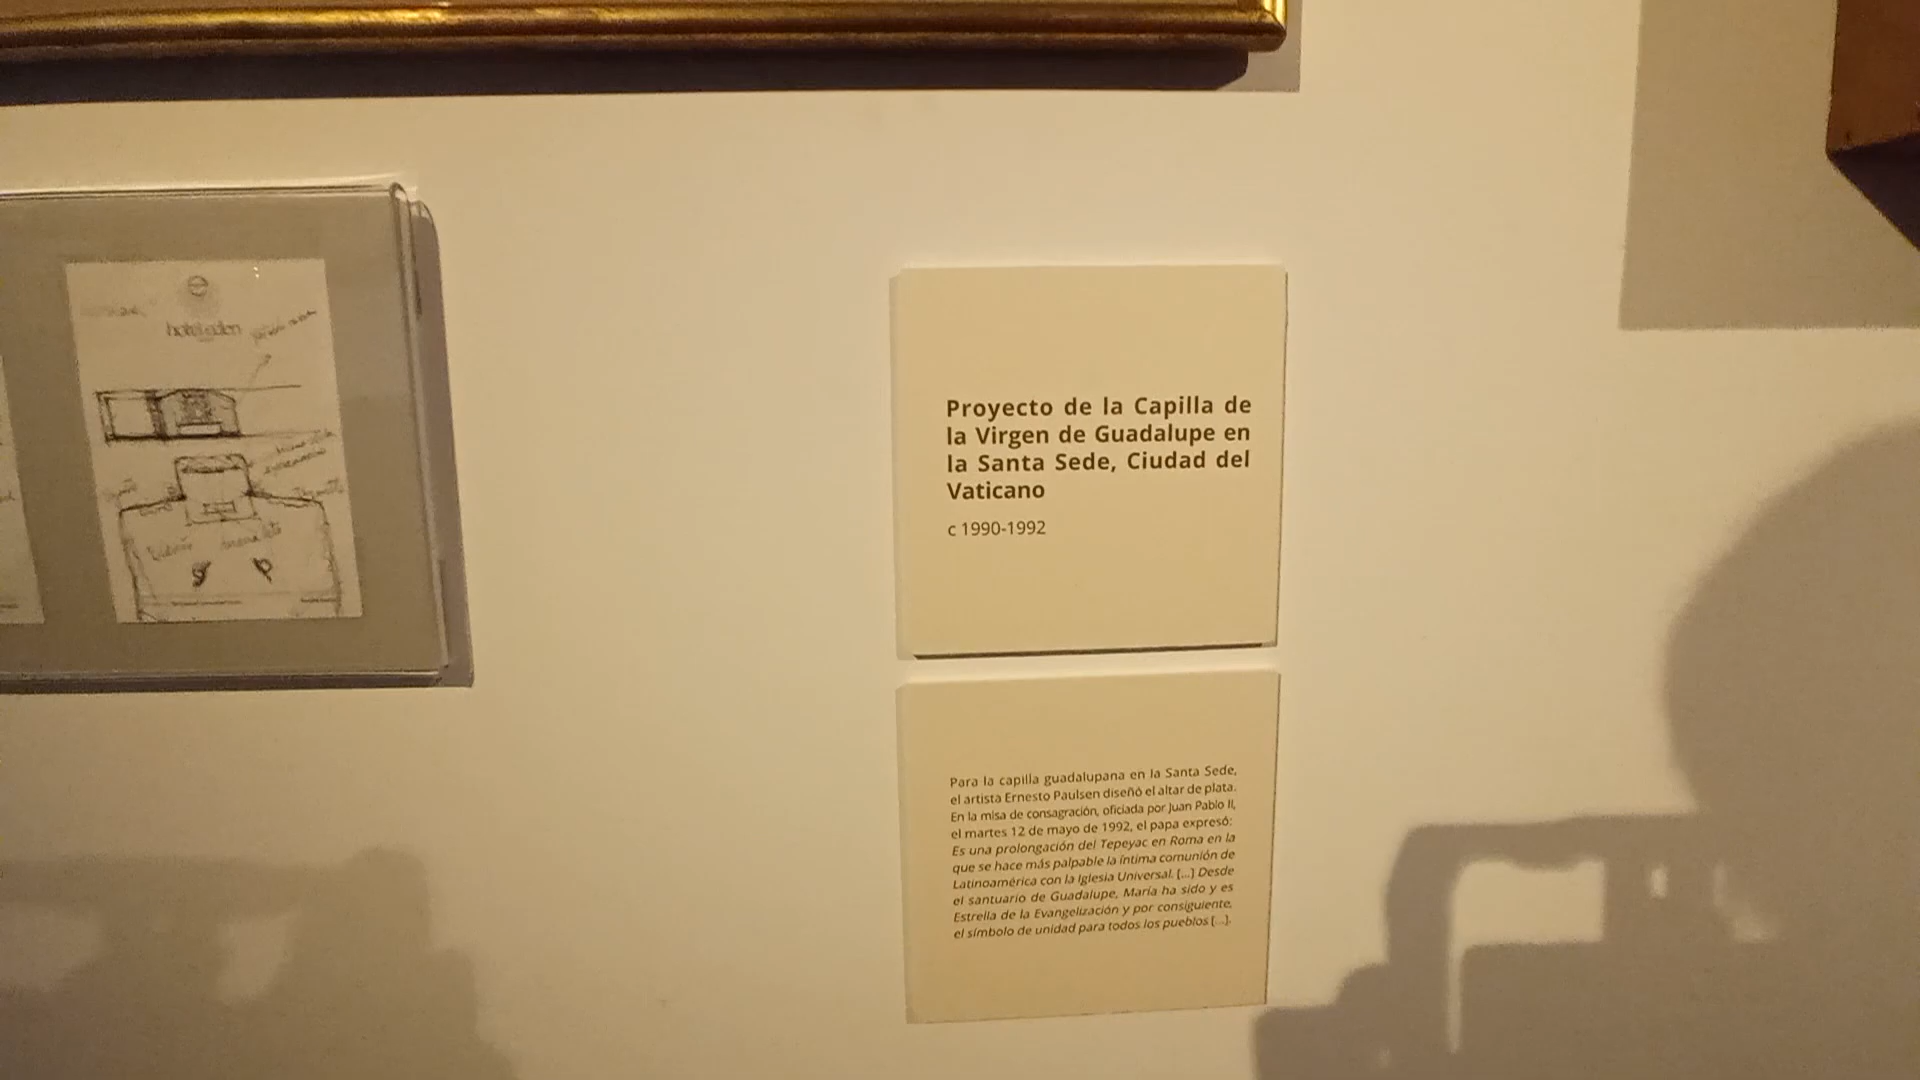 hotel eden
Proyecto de la Capilla de
la Virgen de Guadalupe en
la Santa Sede, Ciudad del
Vaticano
c 1990-1992
Para la capilla guadalupana en la Santa Sede,
el artista Ernesto Paulsen diseñó el altar de plata.
En la misa de consagración, oficiada por Juan Pablo II,
el martes 12 de mayo de 1992, el papa expresó:
Es una prolongación del Tepeyac en Roma en la
que se hace más palpable la íntima comunión de
Latinoamérica con la Iglesia Universal. [...] Desde
el santuario de Guadalupe, María ha sido y es
Estrella de la Evangelización y por consiguiente,
el símbolo de unidad para todos los pueblos [...].